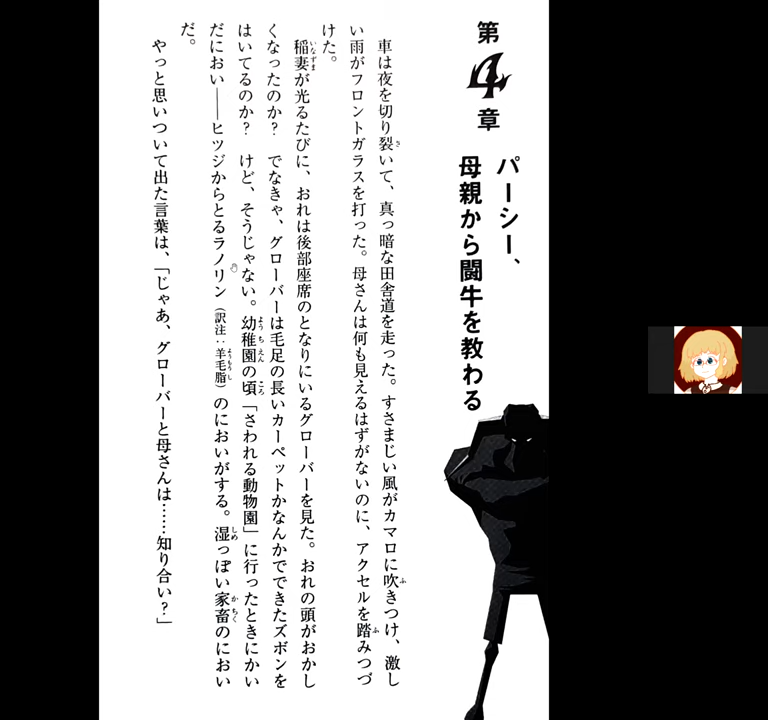 第4章
パーシー、
母親から闘牛を教わる
車は夜を切り裂いて、真っ暗な田舎道を走った。すさまじい風がカマロに吹きつけ、激し
い雨がフロントガラスを打った。母さんは何も見えるはずがないのに、アクセルを踏みつづ
けた。
稲妻が光るたびに、おれは後部座席のとなりにいるグローバーを見た。おれの頭がおかし
くなったのか？　でなきゃ、グローバーは毛足の長いカーペットかなんかでできたズボンを
はいてるのか？　けど、そうじゃない。幼稚園の頃「さわれる動物園」に行ったときにかい
だにおい――ヒツジからとるラノリン（訳注：羊毛脂）のにおいがする。湿っぽい家畜のにおい
だ。
やっと思いついて出た言葉は、「じゃあ、グローバーと母さんは……知り合い？」